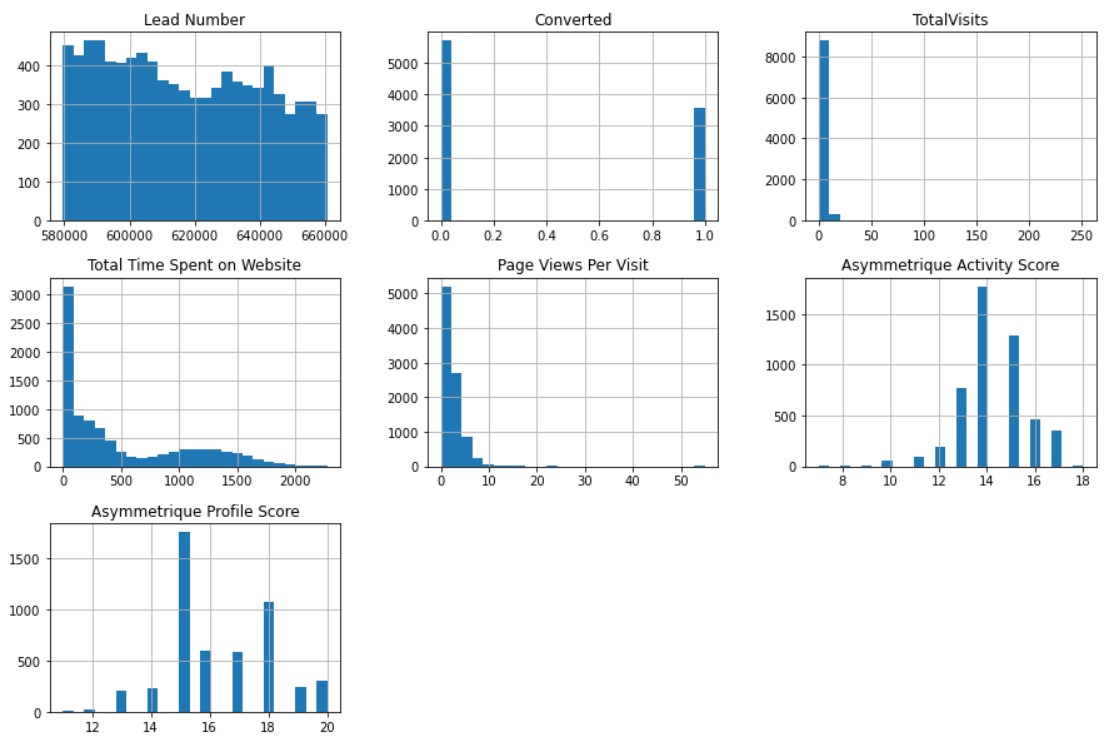 Lead Number
Converted
TotalVisits
400
300
200
100
0
580000 600000 620000 640000 660000
5000
4000
3000
2000
1000
0
0.0 0.2 0.4 0.6 0.8 1.0
8000
6000
4000
2000
0
0 50 100 150 200 250
Total Time Spent on Website
Page Views Per Visit
Asymmetrique Activity Score
3000
2500
2000
1500
1000
500
0
0 500 1000 1500 2000
5000
4000
3000
2000
1000
0
0 10 20 30 40 50
1500
1000
500
0
8 10 12 14 16 18
Asymmetrique Profile Score
1500
1000
500
0
12 14 16 18 20